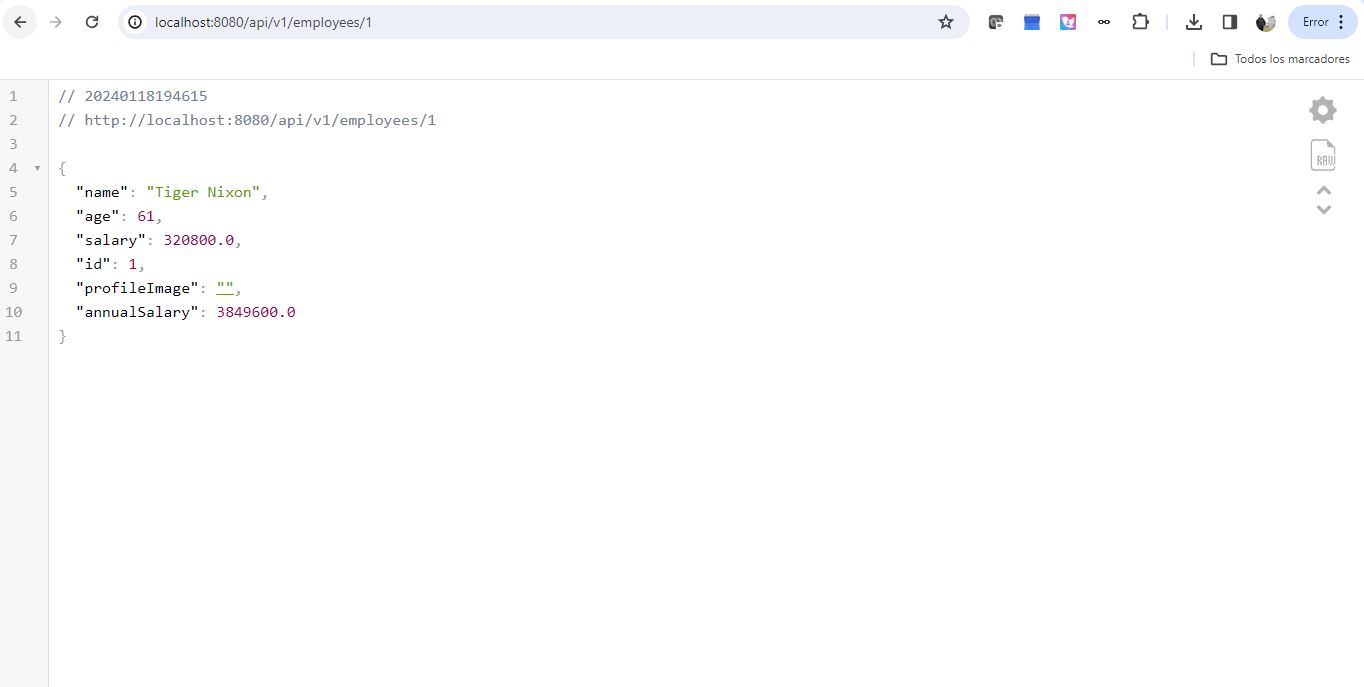 localhost:8080/api/v1/employees/1
Error
Todos los marcadores
1 // 20240118194615
2 // http://localhost:8080/api/v1/employees/1
3
4 {
5 "name": "Tiger Nixon",
6 "age": 61,
7 "salary": 320800.0,
8 "id": 1,
9 "profileImage": "",
10 "annualSalary": 3849600.0
11 }
RAW